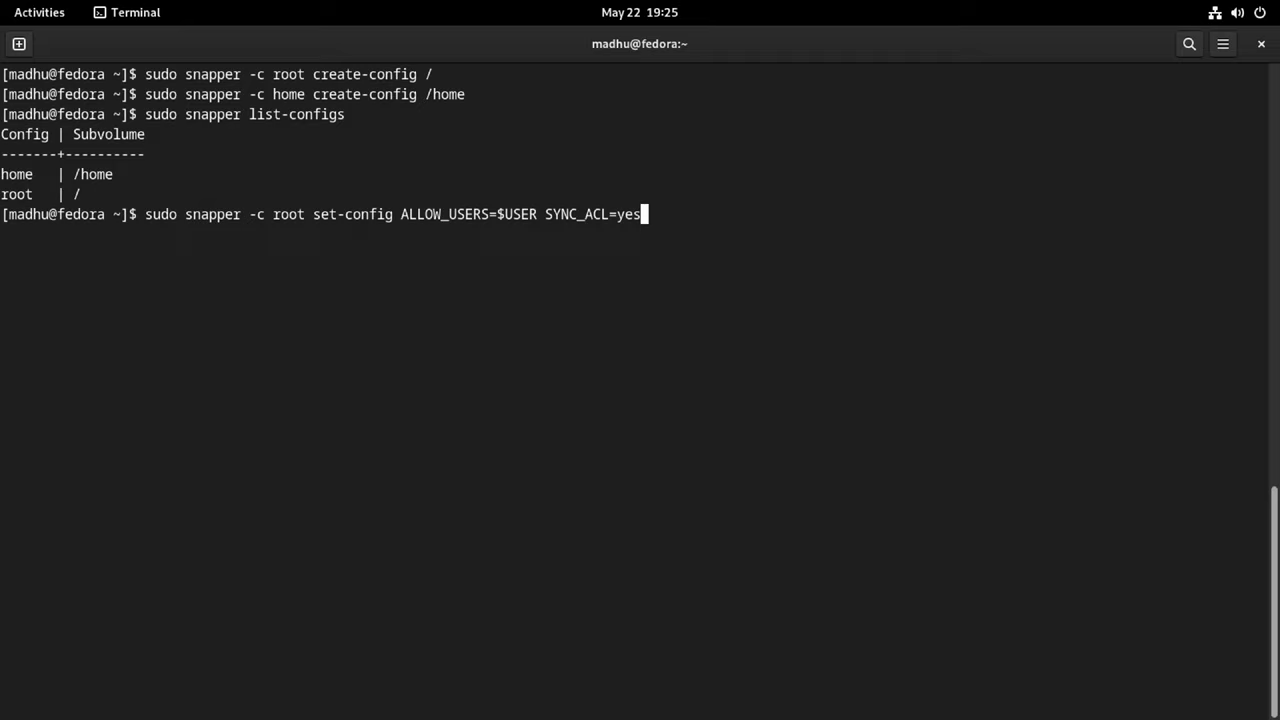 Activities Terminal May 22 19:25
madhu@fedora:~
[madhu@fedora ~]$ sudo snapper -c root create-config /
[madhu@fedora ~]$ sudo snapper -c home create-config /home
[madhu@fedora ~]$ sudo snapper list-configs
Config | Subvolume
-------+----------
home   | /home
root   | /
[madhu@fedora ~]$ sudo snapper -c root set-config ALLOW_USERS=$USER SYNC_ACL=yes